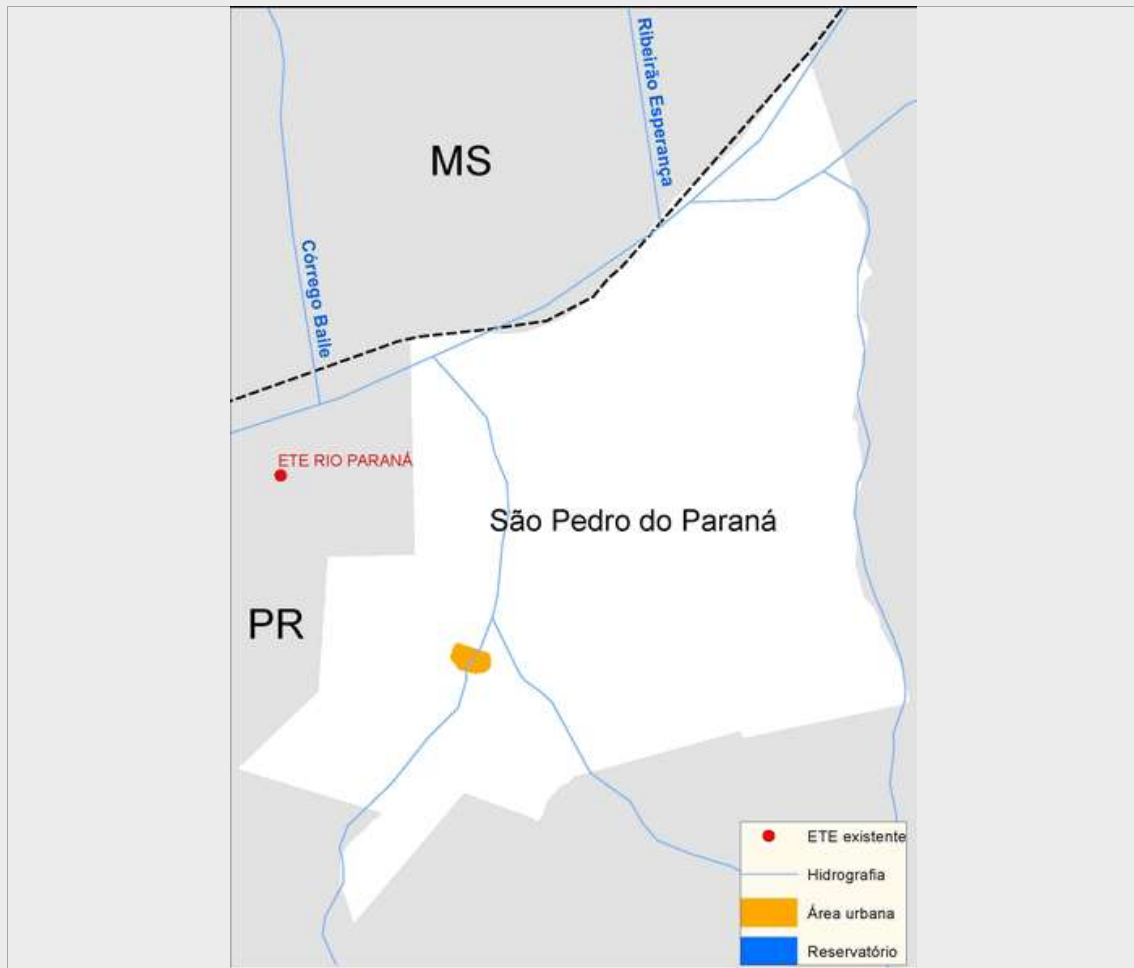 Ribeirão Esperança
MS
Córrego Baile
ETE RIO PARANÁ
São Pedro do Paraná
PR
ETE existente
Hidrografia
Área urbana
Reservatório